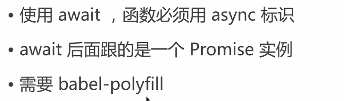 • 使用 await ，函数必须用 async 标识
• await 后面跟的是一个 Promise 实例
• 需要 babel-polyfill